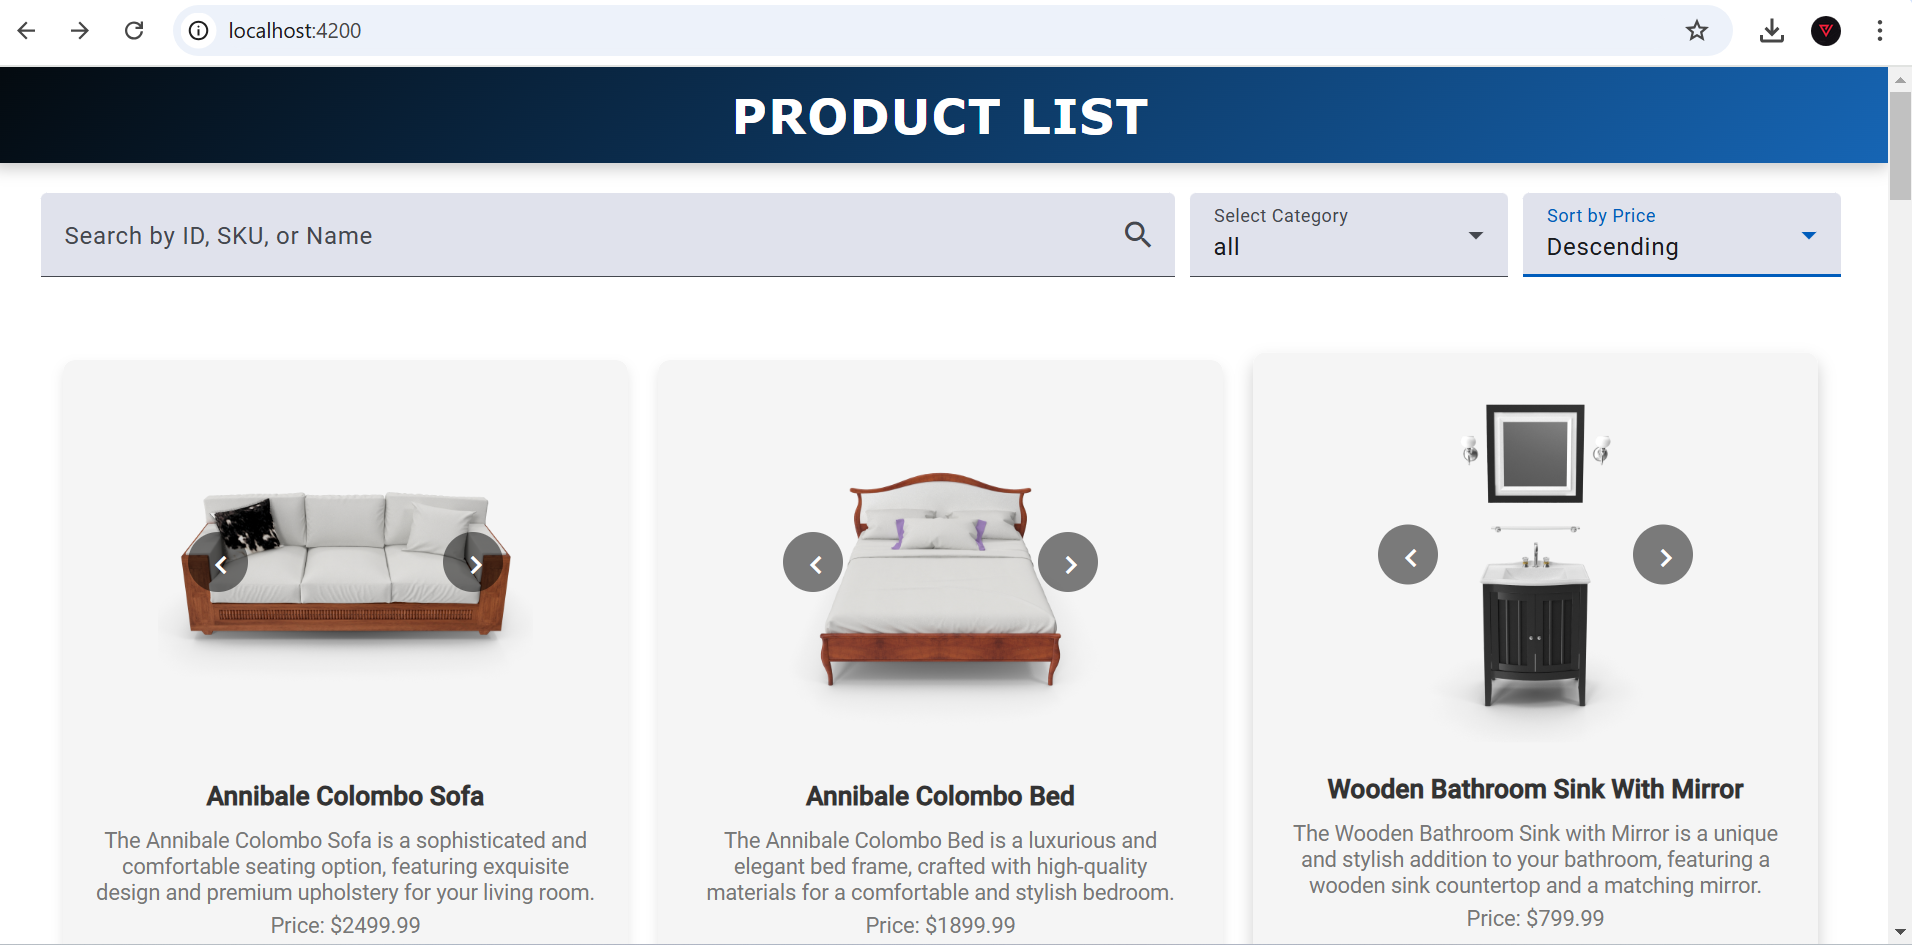 localhost:4200
PRODUCT LIST
Search by ID, SKU, or Name
Select Category
all
Sort by Price
Descending
Annibale Colombo Sofa
The Annibale Colombo Sofa is a sophisticated and
comfortable seating option, featuring exquisite
design and premium upholstery for your living room.
Price: $2499.99
Annibale Colombo Bed
The Annibale Colombo Bed is a luxurious and
elegant bed frame, crafted with high-quality
materials for a comfortable and stylish bedroom.
Price: $1899.99
Wooden Bathroom Sink With Mirror
The Wooden Bathroom Sink with Mirror is a unique
and stylish addition to your bathroom, featuring a
wooden sink countertop and a matching mirror.
Price: $799.99